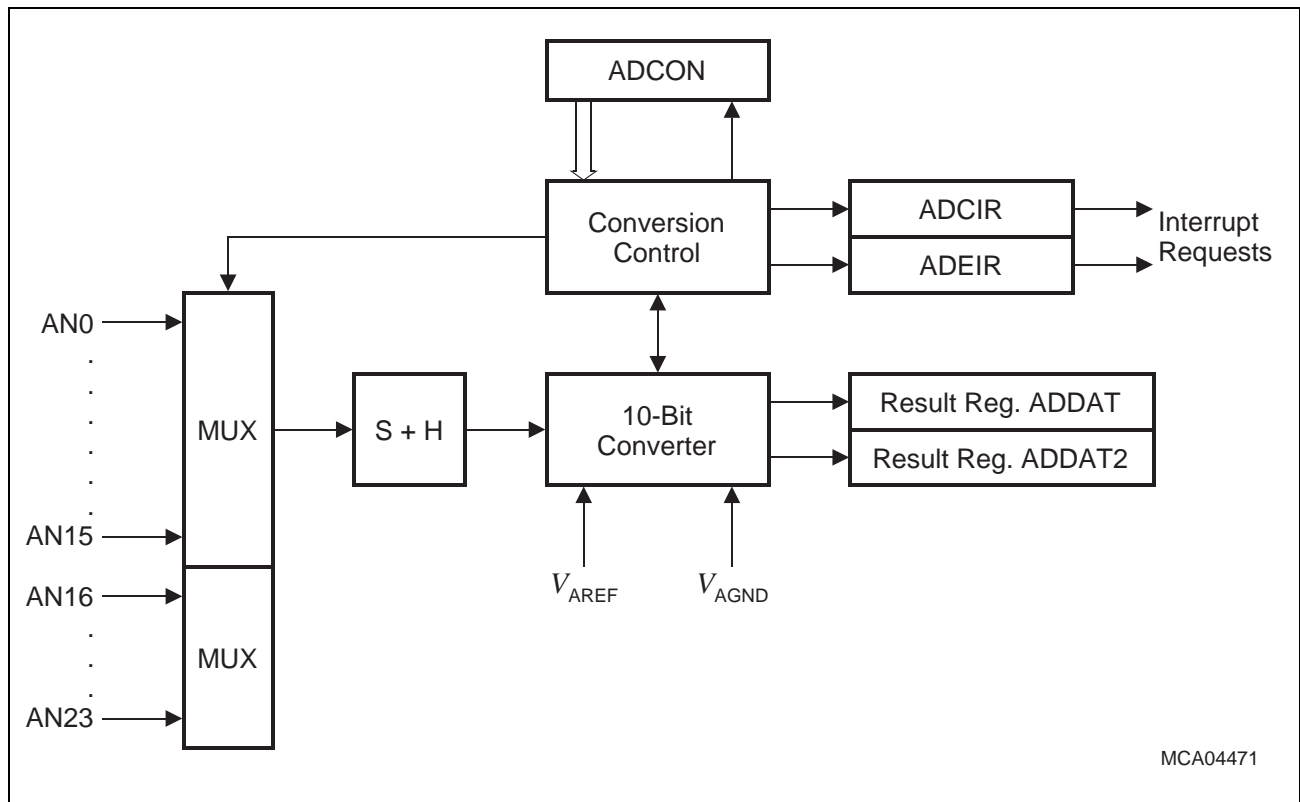 ADCON
Conversion
Control
ADCIR
ADEIR
Interrupt
Requests
AN0
.
.
.
.
.
.
AN15
AN16
.
.
.
AN23
MUX
MUX
S + H
10-Bit
Converter
Result Reg. ADDAT
Result Reg. ADDAT2
VAREF
VAGND
MCA04471